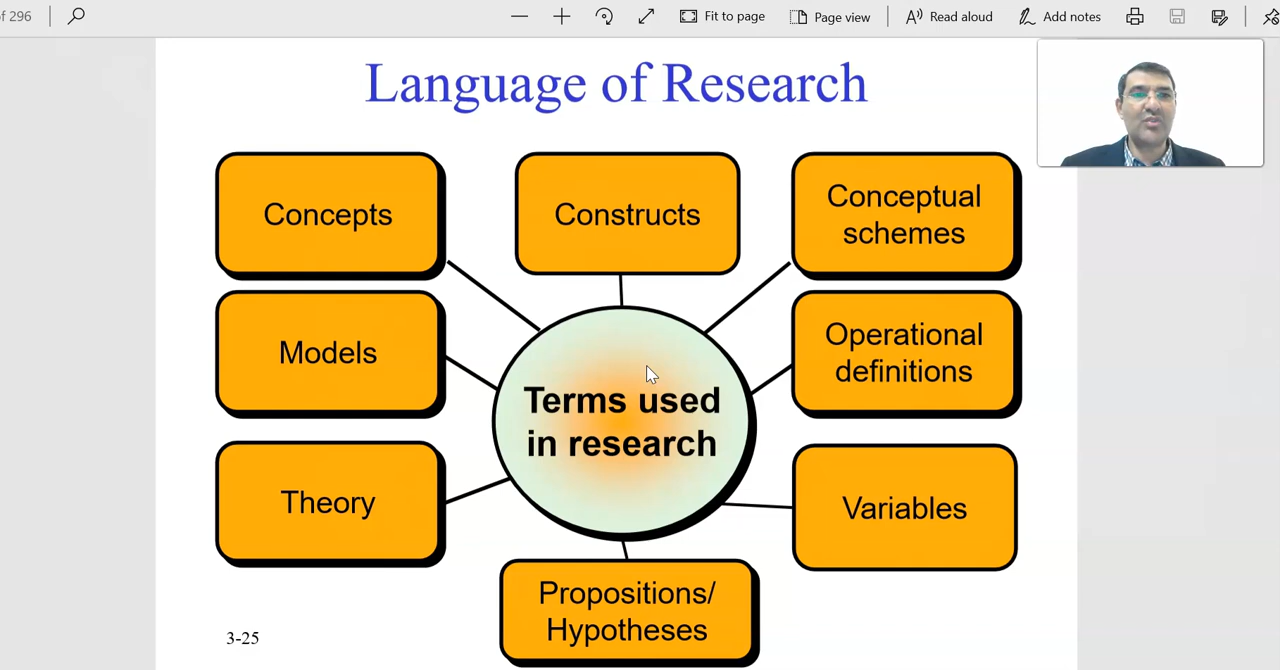 of 296
Fit to page
Page view
Read aloud
Add notes
Language of Research
Concepts
Constructs
Conceptual
schemes
Models
Operational
definitions
Terms used
in research
Theory
Variables
Propositions/
Hypotheses
3-25